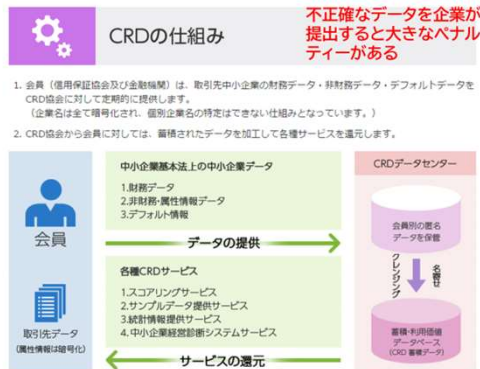 CRDの仕組み
不正確なデータを企業が
提出すると大きなペナル
ティーがある
1. 会員（信用保証協会及び金融機関）は、取引先中小企業の財務データ・非財務データ・デフォルトデータを
CRD協会に対して定期的に提供します。
（企業名は全て暗号化され、個別企業名の特定はできない仕組みとなっています。）
2. CRD協会から会員に対しては、蓄積されたデータを加工して各種サービスを還元します。
会員
取引先データ
（属性情報は暗号化）
中小企業基本法上の中小企業データ
1.財務データ
2.非財務・属性情報データ
3.デフォルト情報
データの提供
各種CRDサービス
1.スコアリングサービス
2.サンプルデータ提供サービス
3.統計情報提供サービス
4.中小企業経営診断システムサービス
サービスの還元
CRDデータセンター
会員別の匿名
データを保管
クレンジング
名寄せ
蓄積・利用価値
データベース
（CRD 蓄積データ）